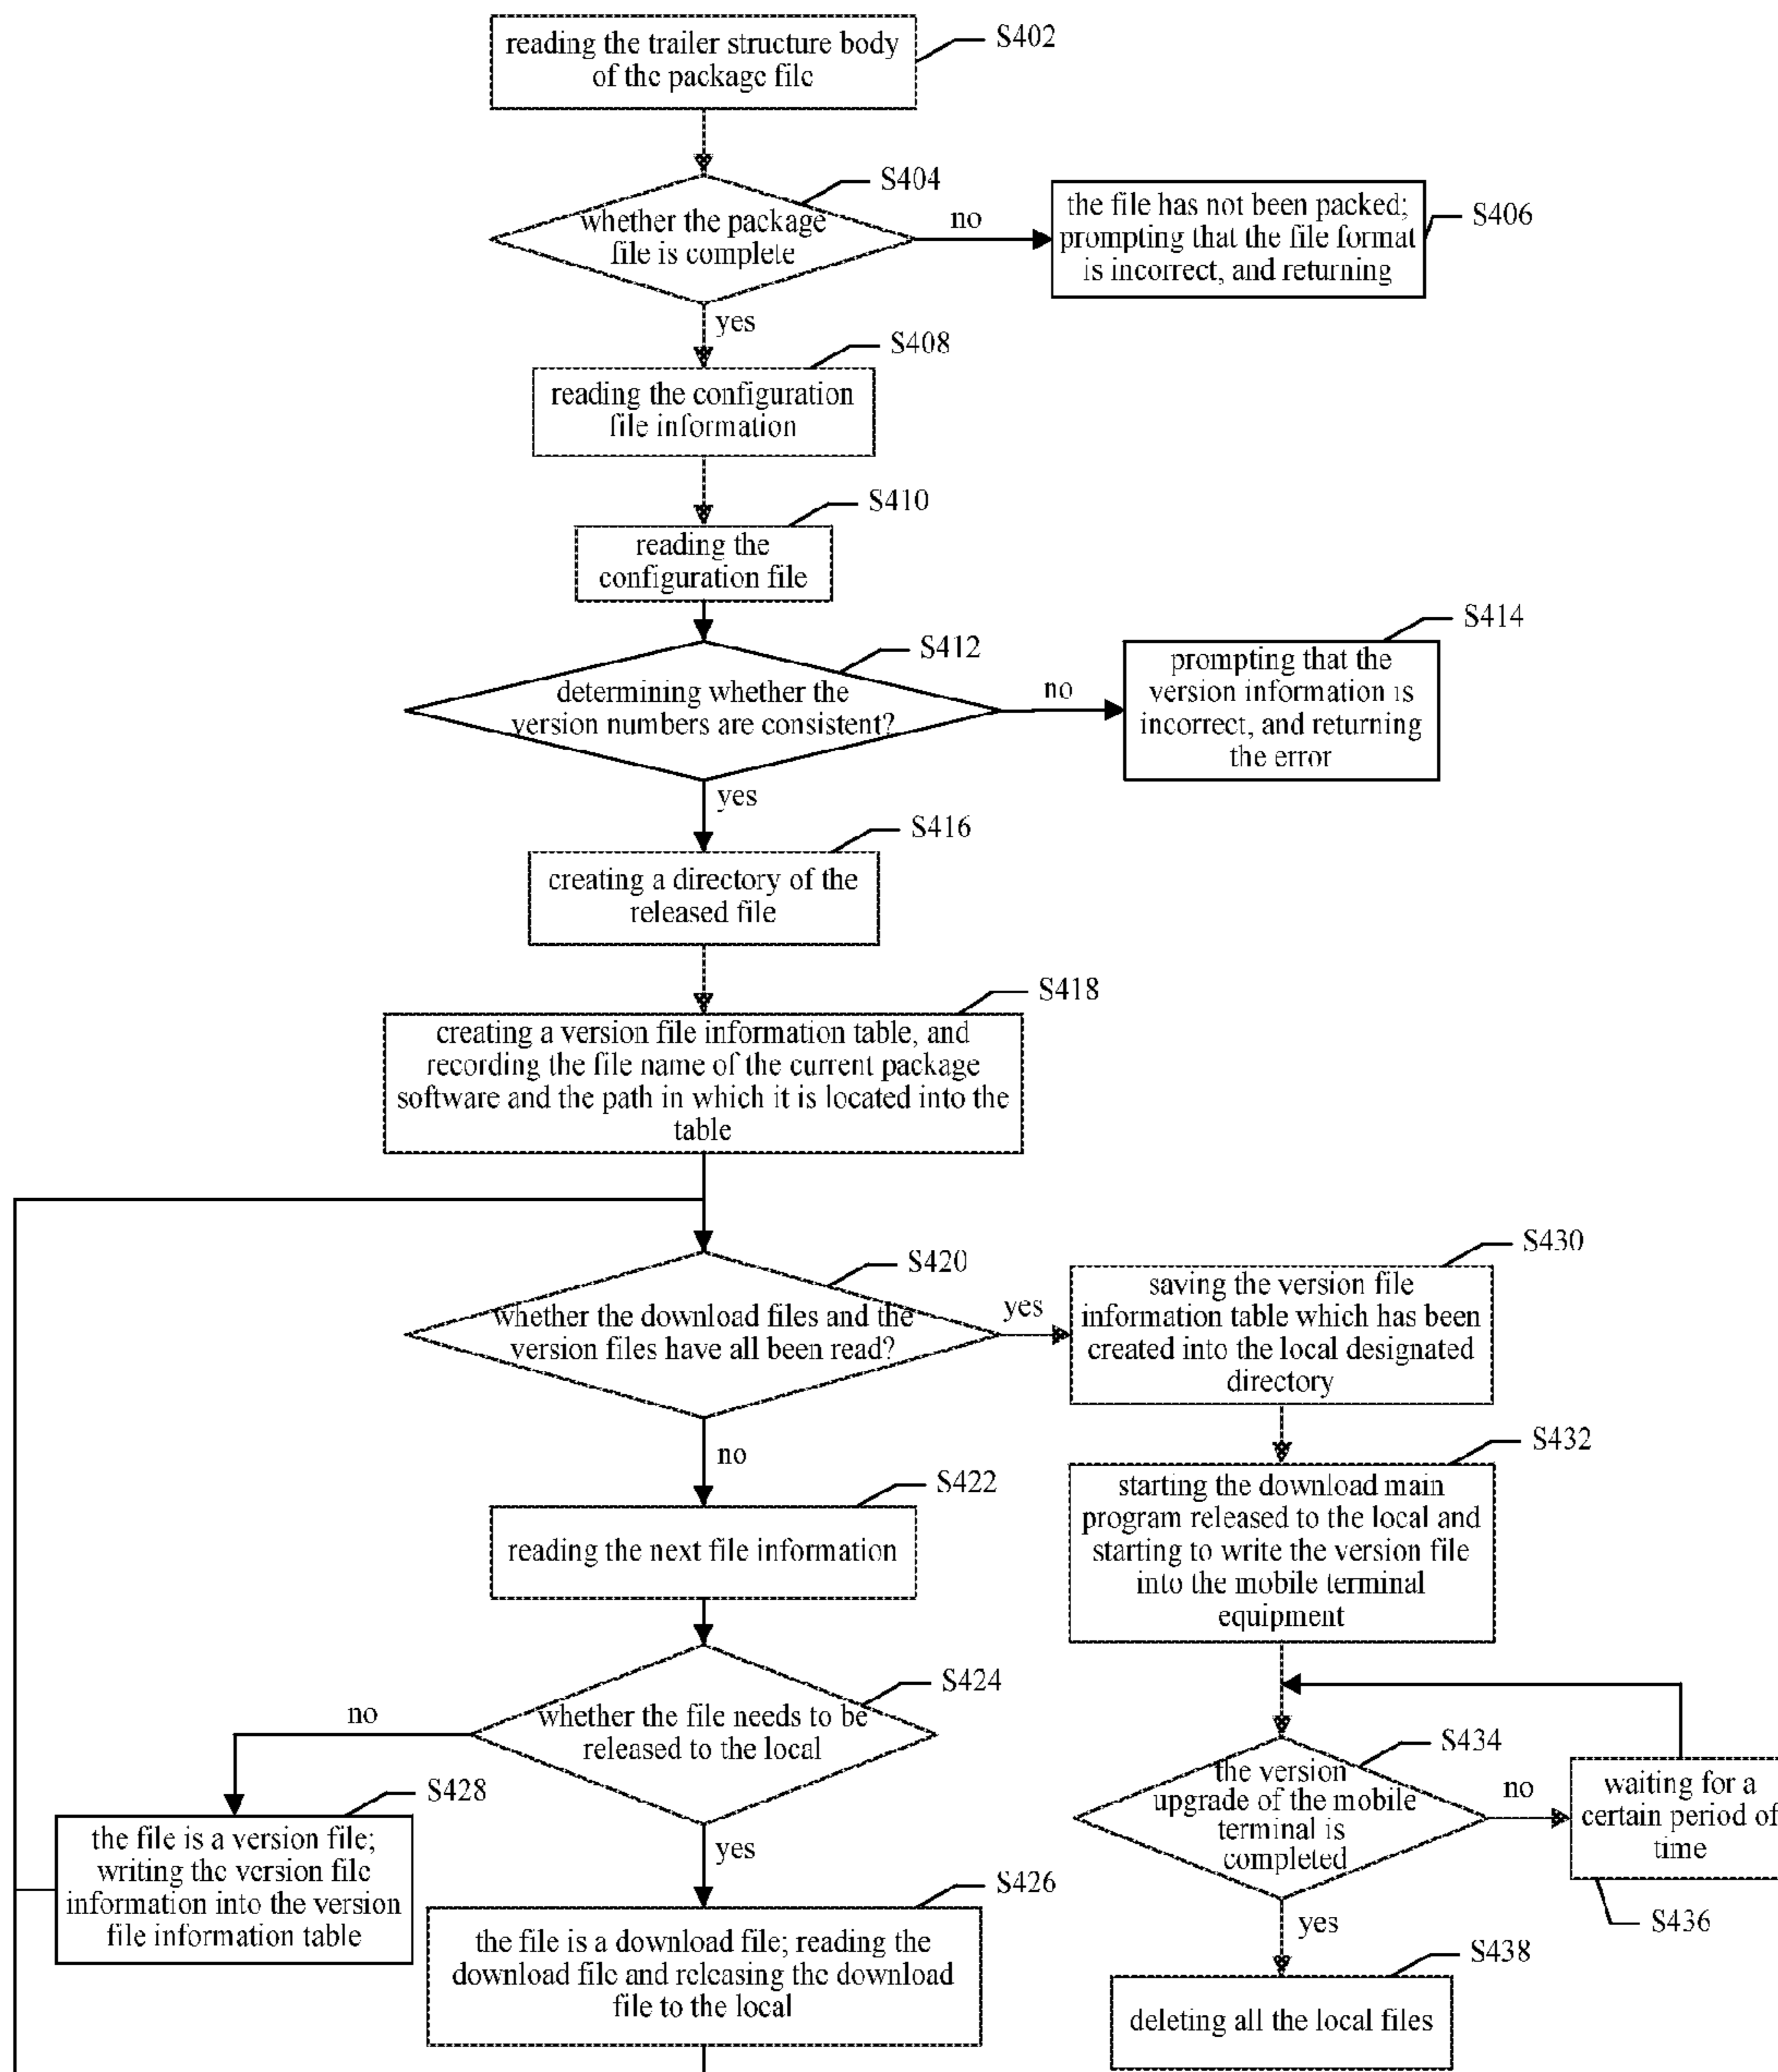 reading the trailer structure body
of the package file
S402
whether the package
file is complete
S404
no
the file has not been packed;
prompting that the file format
is incorrect, and returning
S406
yes
S408
reading the configuration
file information
S410
reading the
configuration file
S412
determining whether the
version numbers are consistent?
no
S414
prompting that the
version information is
incorrect, and returning
the error
yes
S416
creating a directory of the
released file
S418
creating a version file information table, and
recording the file name of the current package
software and the path in which it is located into the
table
S420
whether the download files and the
version files have all been read?
yes
S430
saving the version file
information table which has been
created into the local designated
directory
no
S422
reading the next file information
S432
starting the download main
program released to the local and
starting to write the version file
into the mobile terminal
equipment
S424
whether the file needs to be
released to the local
no
S428
the file is a version file;
writing the version file
information into the version
file information table
yes
S426
the file is a download file; reading the
download file and releasing the download
file to the local
S434
the version
upgrade of the mobile
terminal is
completed
no
waiting for a
certain period of
time
S436
yes
S438
deleting all the local files